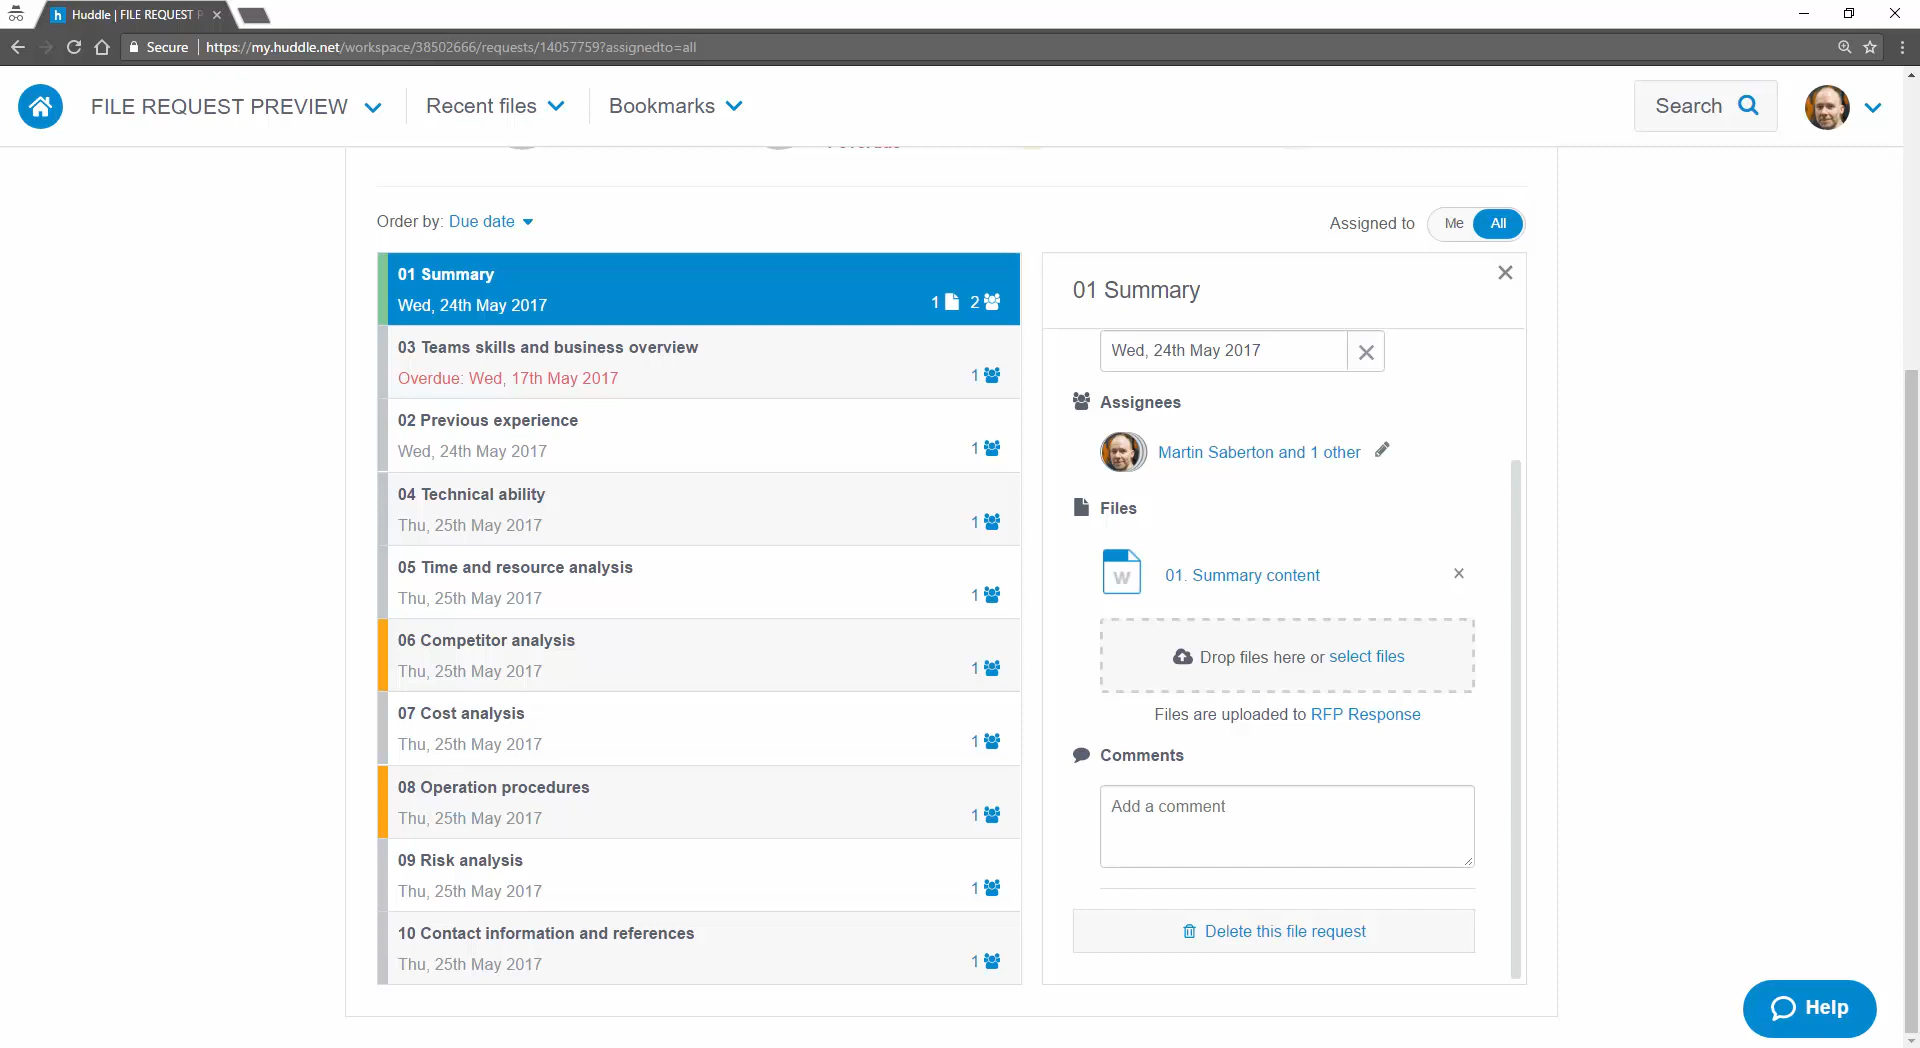 Huddle | FILE REQUEST P
Secure https://my.huddle.net/workspace/38502666/requests/14057759?assignedto=all
FILE REQUEST PREVIEW Recent files Bookmarks Search
Order by: Due date
Assigned to Me All
01 Summary
Wed, 24th May 2017
1 2
03 Teams skills and business overview
Overdue: Wed, 17th May 2017
1
02 Previous experience
Wed, 24th May 2017
1
04 Technical ability
Thu, 25th May 2017
1
05 Time and resource analysis
Thu, 25th May 2017
1
06 Competitor analysis
Thu, 25th May 2017
1
07 Cost analysis
Thu, 25th May 2017
1
08 Operation procedures
Thu, 25th May 2017
1
09 Risk analysis
Thu, 25th May 2017
1
10 Contact information and references
Thu, 25th May 2017
1
01 Summary
Wed, 24th May 2017
Assignees
Martin Saberton and 1 other
Files
W
01. Summary content
Drop files here or select files
Files are uploaded to RFP Response
Comments
Add a comment
Delete this file request
Help